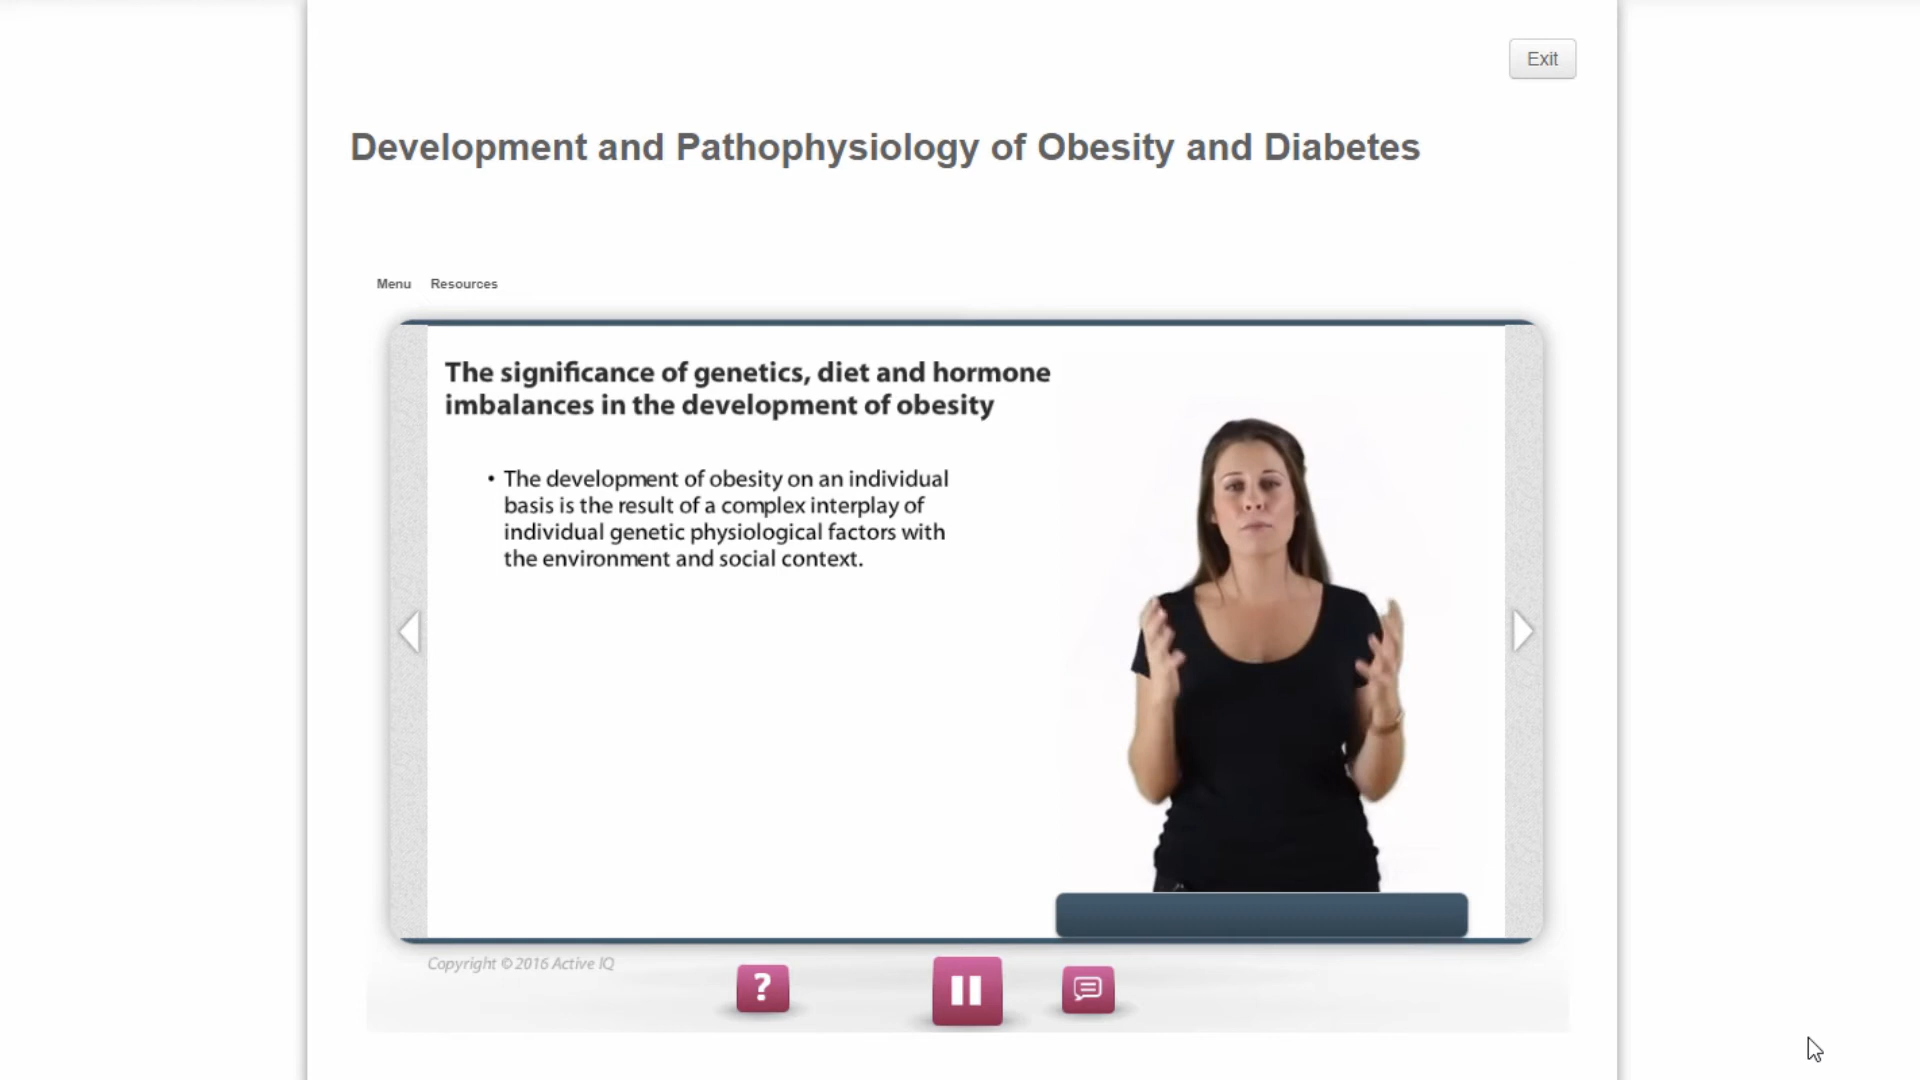 Exit
Development and Pathophysiology of Obesity and Diabetes
Menu Resources
The significance of genetics, diet and hormone
imbalances in the development of obesity
• The development of obesity on an individual
basis is the result of a complex interplay of
individual genetic physiological factors with
the environment and social context.
Copyright © 2016 Active IQ
?